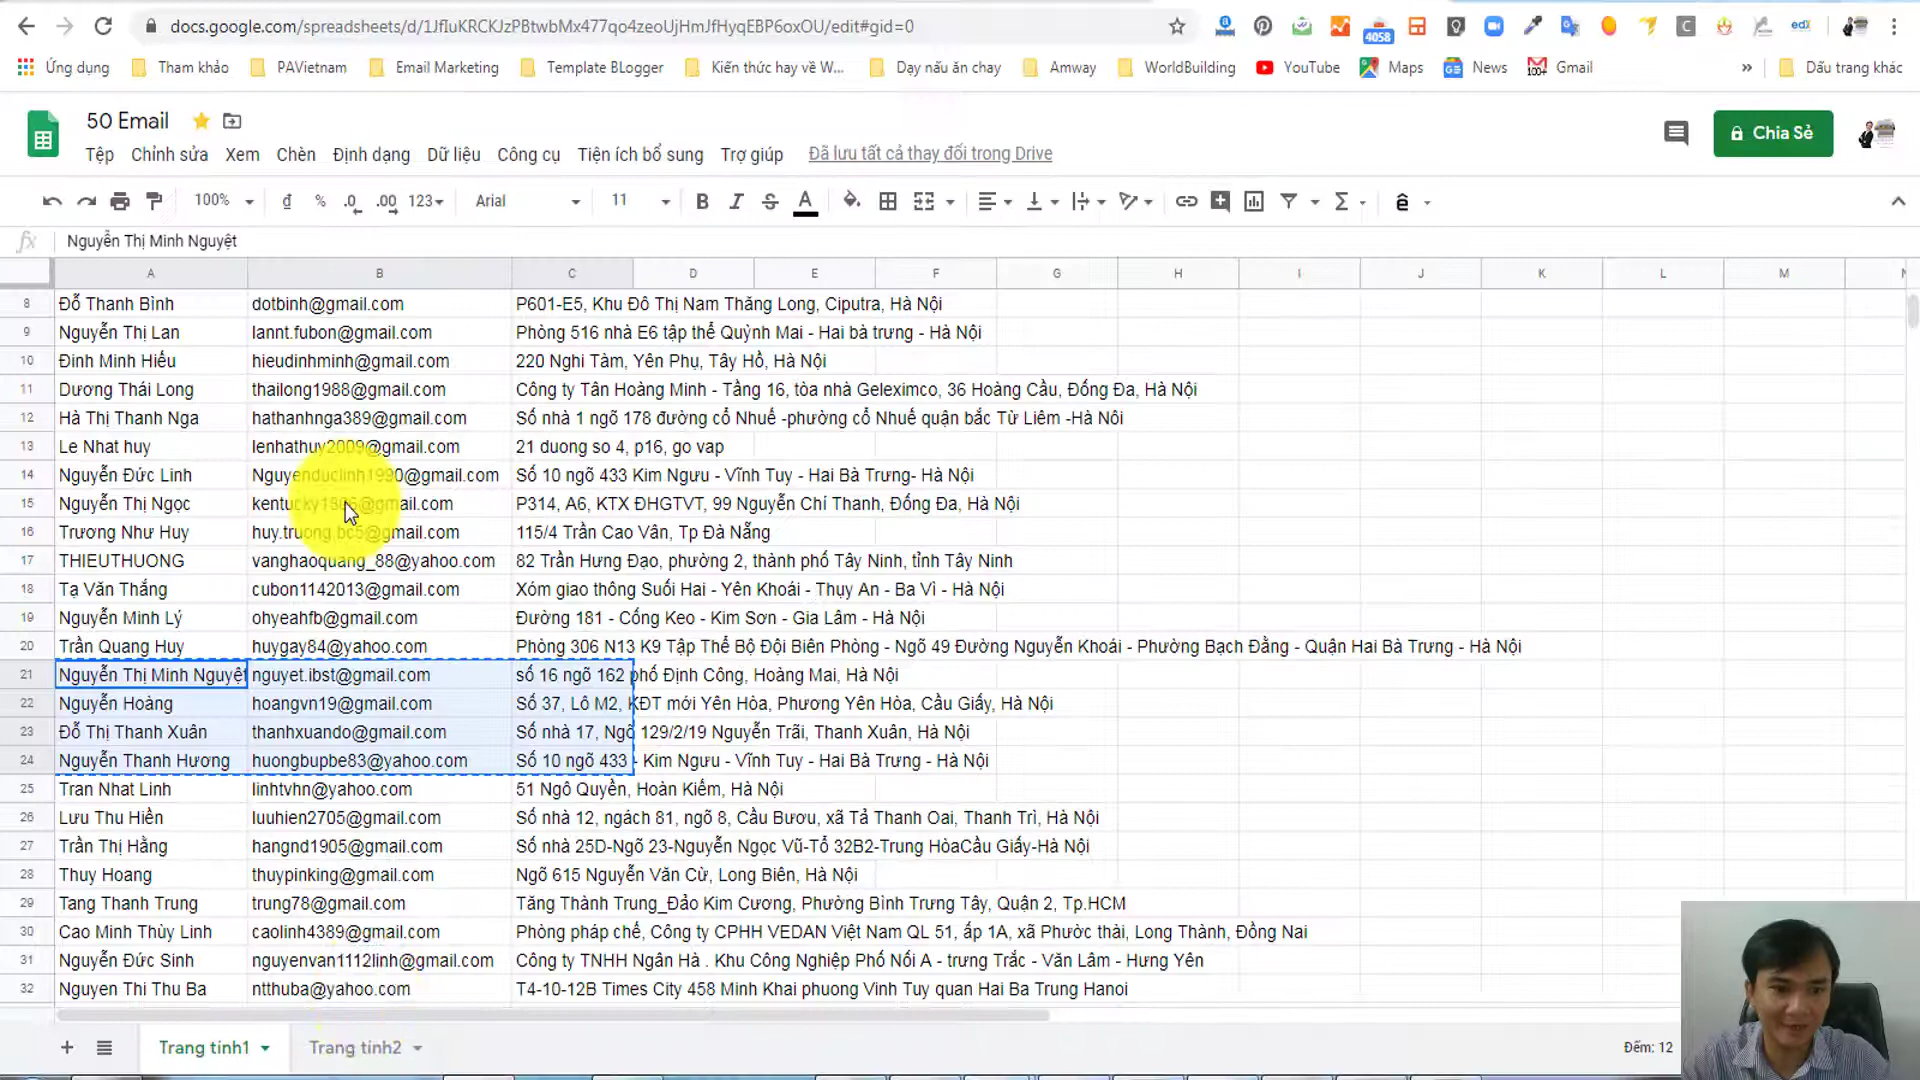 docs.google.com/spreadsheets/d/1JfluKRCKJzPBtwbMx477qo4zeoUjHmJfHyqEBP6oxOU/edit#gid=0
4058
edX
Ứng dụng
Tham khảo
PAVietnam
Email Marketing
Template BLogger
Kiến thức hay về W...
Dạy nấu ăn chay
Amway
WorldBuilding
YouTube
Maps
News
Gmail
»
Dấu trang khác
50 Email
Chia Sẻ
Tệp Chỉnh sửa Xem Chèn Định dạng Dữ liệu Công cụ Tiện ích bổ sung Trợ giúp Đã lưu tất cả thay đổi trong Drive
100% đ % .0 .00 123 Arial 11 B I S A
fx Nguyễn Thị Minh Nguyệt
A B C D E F G H I J K L M
8 Đỗ Thanh Bình dotbinh@gmail.com P601-E5, Khu Đô Thị Nam Thăng Long, Ciputra, Hà Nội
9 Nguyễn Thị Lan lannt.fubon@gmail.com Phòng 516 nhà E6 tập thể Quỳnh Mai - Hai bà trưng - Hà Nội
10 Đinh Minh Hiếu hieudinhminh@gmail.com 220 Nghi Tàm, Yên Phụ, Tây Hồ, Hà Nội
11 Dương Thái Long thailong1988@gmail.com Công ty Tân Hoàng Minh - Tầng 16, tòa nhà Geleximco, 36 Hoàng Cầu, Đống Đa, Hà Nội
12 Hà Thị Thanh Nga hathanhnga389@gmail.com Số nhà 1 ngõ 178 đường cổ Nhuế -phường cổ Nhuế quận bắc Từ Liêm -Hà Nôi
13 Le Nhat huy lenhathuy2009@gmail.com 21 duong so 4, p16, go vap
14 Nguyễn Đức Linh Nguyenduclinh1990@gmail.com Số 10 ngõ 433 Kim Ngưu - Vĩnh Tuy - Hai Bà Trưng- Hà Nội
15 Nguyễn Thị Ngọc P314, A6, KTX ĐHGTVT, 99 Nguyễn Chí Thanh, Đống Đa, Hà Nội
16 Trương Như Huy huy.truong.bc5@gmail.com 115/4 Trần Cao Vân, Tp Đà Nẵng
17 THIEUTHUONG vanghaoquang_88@yahoo.com 82 Trần Hưng Đạo, phường 2, thành phố Tây Ninh, tỉnh Tây Ninh
18 Tạ Văn Thắng cubon1142013@gmail.com Xóm giao thông Suối Hai - Yên Khoái - Thụy An - Ba Vì - Hà Nội
19 Nguyễn Minh Lý ohyeahfb@gmail.com Đường 181 - Cống Keo - Kim Sơn - Gia Lâm - Hà Nội
20 Trần Quang Huy huygay84@yahoo.com Phòng 306 N13 K9 Tập Thể Bộ Đội Biên Phòng - Ngõ 49 Đường Nguyễn Khoái - Phường Bạch Đằng - Quận Hai Bà Trưng - Hà Nội
21 Nguyễn Thị Minh Nguyệt nguyet.ibst@gmail.com số 16 ngõ 162 phố Định Công, Hoàng Mai, Hà Nội
22 Nguyễn Hoàng hoangvn19@gmail.com Số 37, Lô M2, KĐT mới Yên Hòa, Phương Yên Hòa, Cầu Giấy, Hà Nội
23 Đỗ Thị Thanh Xuân thanhxuando@gmail.com Số nhà 17, Ngõ 129/2/19 Nguyễn Trãi, Thanh Xuân, Hà Nội
24 Nguyễn Thanh Hương huongbupbe83@yahoo.com Số 10 ngõ 433 - Kim Ngưu - Vĩnh Tuy - Hai Bà Trưng - Hà Nội
25 Tran Nhat Linh linhtvhn@yahoo.com 51 Ngô Quyền, Hoàn Kiếm, Hà Nội
26 Lưu Thu Hiền luuhien2705@gmail.com Số nhà 12, ngách 81, ngõ 8, Cầu Bươu, xã Tả Thanh Oai, Thanh Trì, Hà Nội
27 Trần Thị Hằng hangnd1905@gmail.com Số nhà 25D-Ngõ 23-Nguyễn Ngọc Vũ-Tổ 32B2-Trung HòaCầu Giấy-Hà Nội
28 Thuy Hoang thuypinking@gmail.com Ngõ 615 Nguyễn Văn Cừ, Long Biên, Hà Nội
29 Tang Thanh Trung trung78@gmail.com Tăng Thành Trung_Đảo Kim Cương, Phường Bình Trưng Tây, Quận 2, Tp.HCM
30 Cao Minh Thùy Linh caolinh4389@gmail.com Phòng pháp chế, Công ty CPHH VEDAN Việt Nam QL 51, ấp 1A, xã Phước thài, Long Thành, Đồng Nai
31 Nguyễn Đức Sinh nguyenvan1112linh@gmail.com Công ty TNHH Ngân Hà . Khu Công Nghiệp Phố Nối A - trưng Trắc - Văn Lâm - Hưng Yên
32 Nguyen Thi Thu Ba ntthuba@yahoo.com T4-10-12B Times City 458 Minh Khai phuong Vinh Tuy quan Hai Ba Trung Hanoi
+ Trang tính1 Trang tính2 Đếm: 12